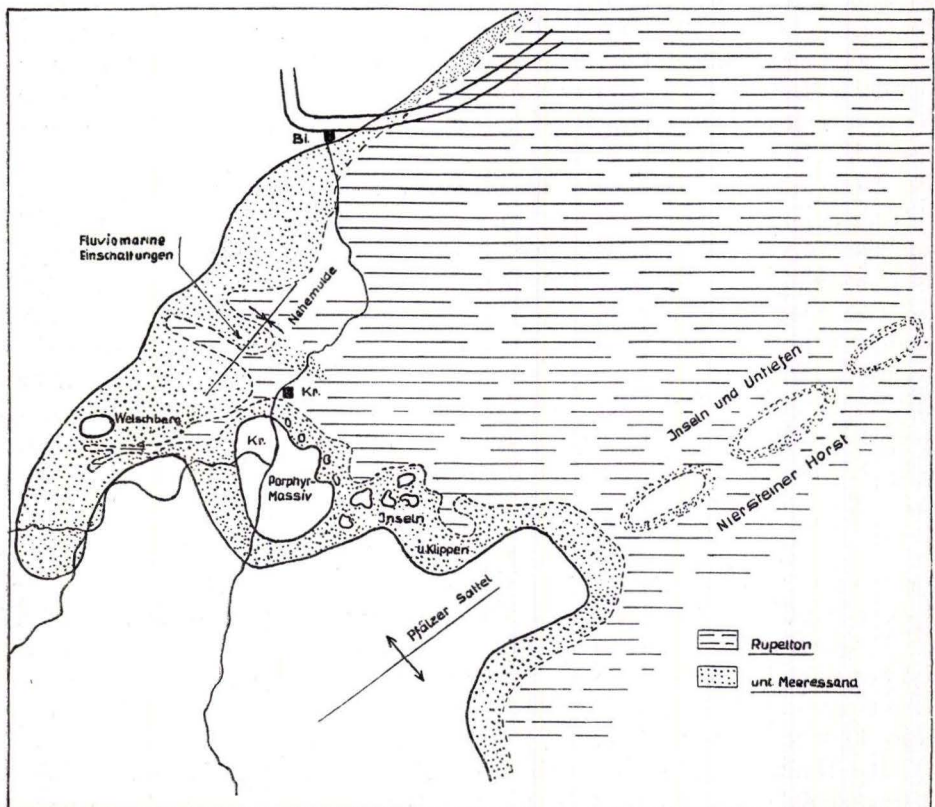 Bi.
Fluviomarine
Einschaltungen
Nahemulde
Kr.
Welschberg
Kr.
Porphyr-
Massiv
Inseln
u.Klippen
Inseln und Untiefen
Niersteiner Horst
Pfälzer Sattel
Rupelton
unt. Meeressand